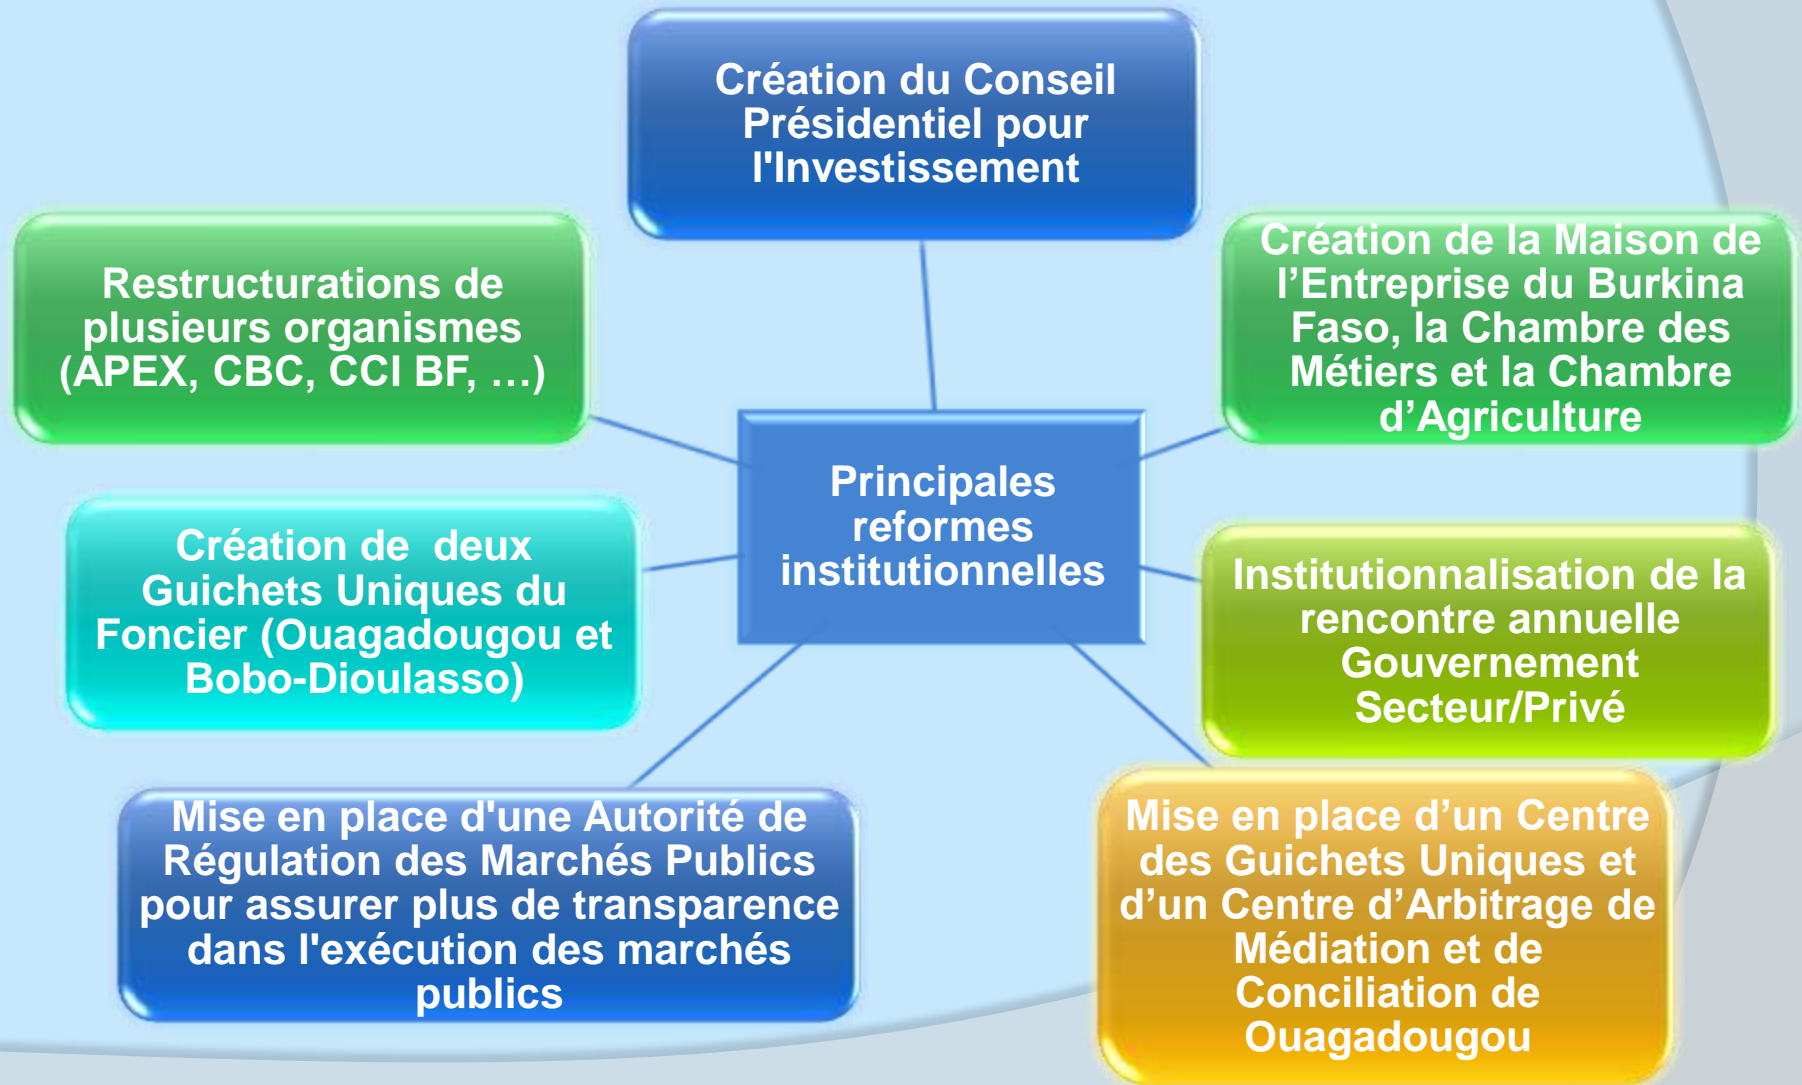 Création du Conseil
Présidentiel pour
l'Investissement
Restructurations de
plusieurs organismes
(APEX, CBC, CCI BF, …)
Création de la Maison de
l’Entreprise du Burkina
Faso, la Chambre des
Métiers et la Chambre
d’Agriculture
Principales
reformes
institutionnelles
Création de deux
Guichets Uniques du
Foncier (Ouagadougou et
Bobo-Dioulasso)
Institutionnalisation de la
rencontre annuelle
Gouvernement
Secteur/Privé
Mise en place d'une Autorité de
Régulation des Marchés Publics
pour assurer plus de transparence
dans l'exécution des marchés
publics
Mise en place d’un Centre
des Guichets Uniques et
d’un Centre d’Arbitrage de
Médiation et de
Conciliation de
Ouagadougou